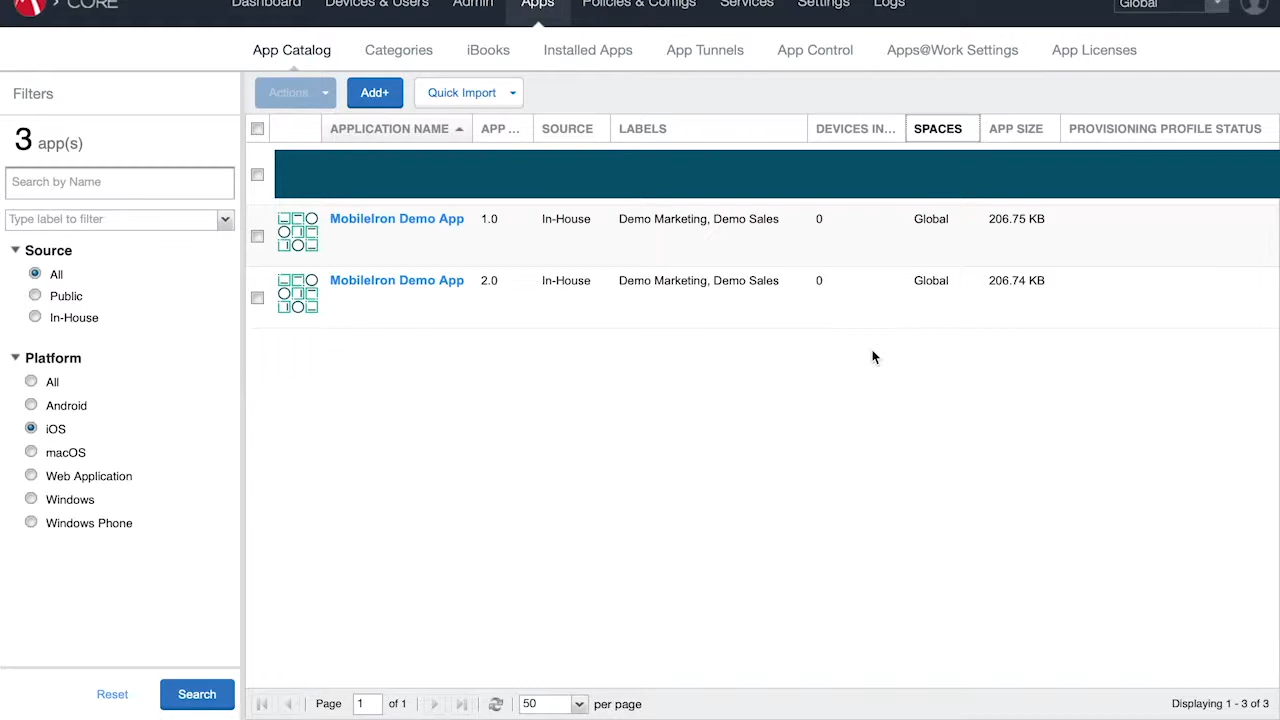 CORE
Dashboard Devices & Users Admin Apps Policies & Configs Services Settings Logs Global
App Catalog Categories iBooks Installed Apps App Tunnels App Control Apps@Work Settings App Licenses
Filters
Actions Add+ Quick Import
3 app(s)
APPLICATION NAME APP ... SOURCE LABELS DEVICES IN... SPACES APP SIZE PROVISIONING PROFILE STATUS
Search by Name
Type label to filter
MobileIron Demo App 1.0 In-House Demo Marketing, Demo Sales 0 Global 206.75 KB
MobileIron Demo App 2.0 In-House Demo Marketing, Demo Sales 0 Global 206.74 KB
Source
All
Public
In-House
Platform
All
Android
iOS
macOS
Web Application
Windows
Windows Phone
Reset Search
Page 1 of 1 50 per page Displaying 1 - 3 of 3